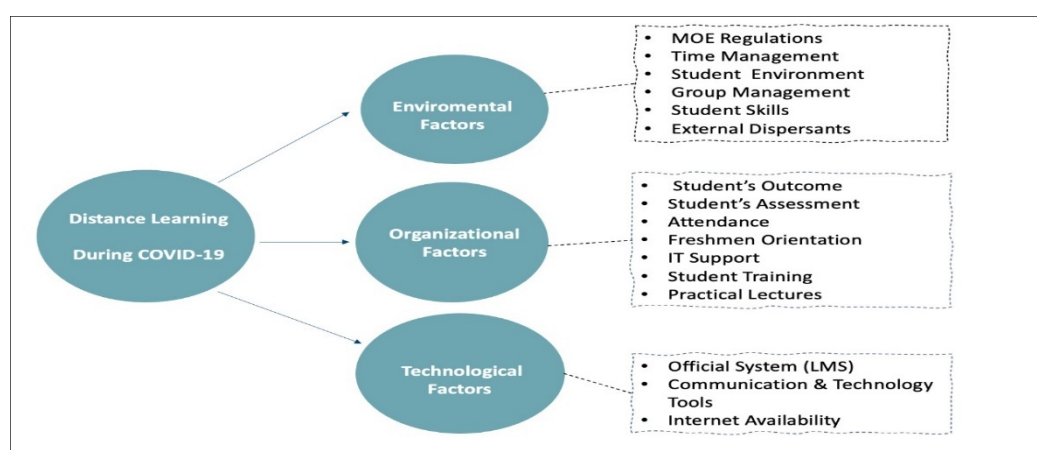 Distance Learning
During COVID-19
Enviromental
Factors
• MOE Regulations
• Time Management
• Student Environment
• Group Management
• Student Skills
• External Dispersants
Organizational
Factors
• Student’s Outcome
• Student’s Assessment
• Attendance
• Freshmen Orientation
• IT Support
• Student Training
• Practical Lectures
Technological
Factors
• Official System (LMS)
• Communication & Technology
Tools
• Internet Availability